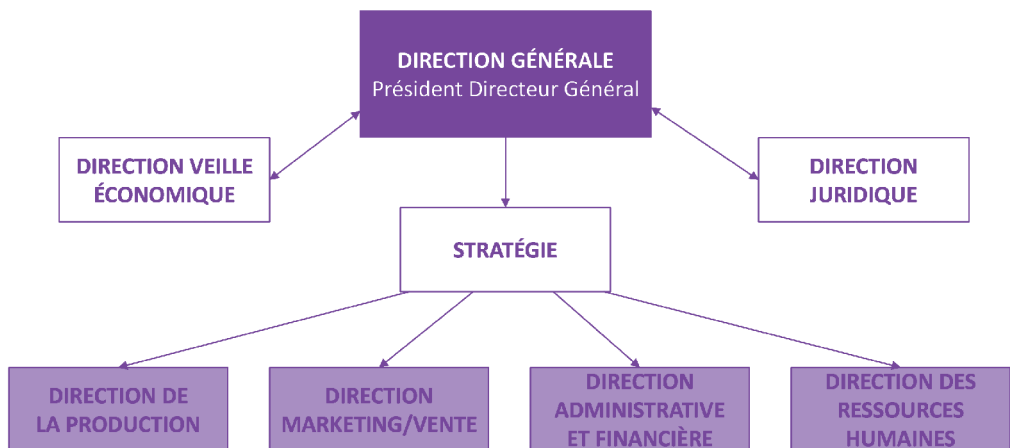 DIRECTION GÉNÉRALE
Président Directeur Général
DIRECTION VEILLE
ÉCONOMIQUE
DIRECTION
JURIDIQUE
STRATÉGIE
DIRECTION DE
LA PRODUCTION
DIRECTION
MARKETING/VENTE
DIRECTION
ADMINISTRATIVE
ET FINANCIÈRE
DIRECTION DES
RESSOURCES
HUMAINES